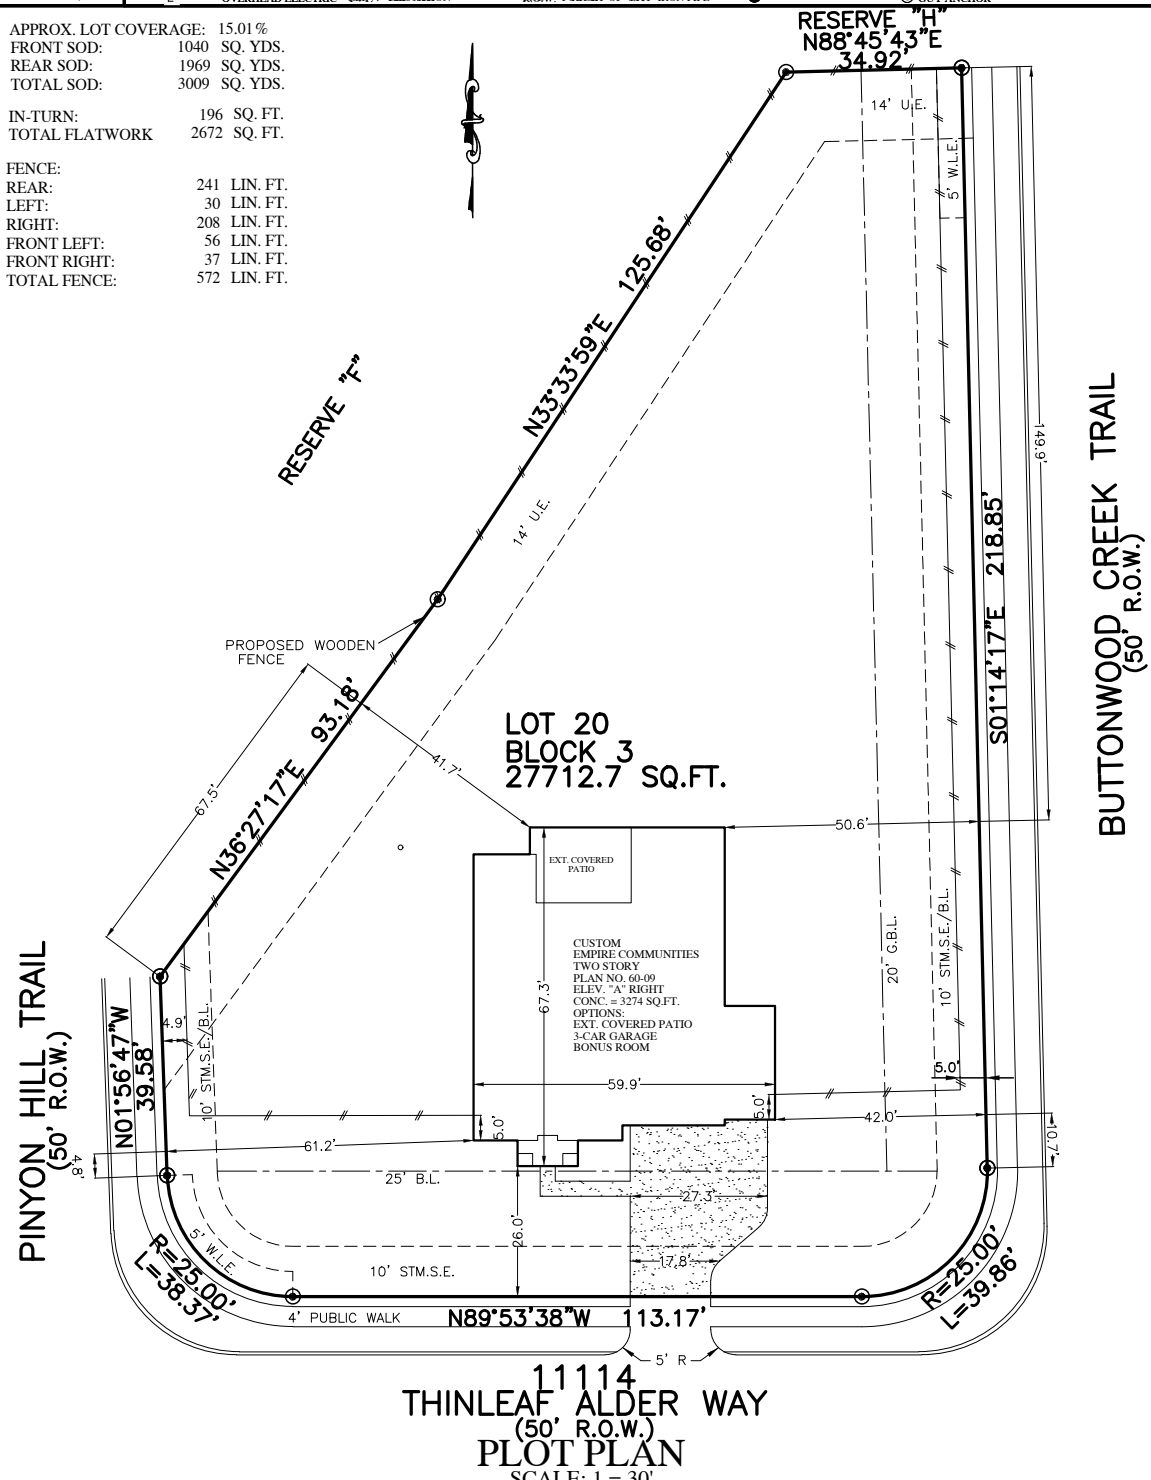 APPROX. LOT COVERAGE: 15.01%
FRONT SOD: 1040 SQ. YDS.
REAR SOD: 1969 SQ. YDS.
TOTAL SOD: 3009 SQ. YDS.
IN-TURN: 196 SQ. FT.
TOTAL FLATWORK 2672 SQ. FT.
FENCE:
REAR: 241 LIN. FT.
LEFT: 30 LIN. FT.
RIGHT: 208 LIN. FT.
FRONT LEFT: 56 LIN. FT.
FRONT RIGHT: 37 LIN. FT.
TOTAL FENCE: 572 LIN. FT.
RESERVE "H"
N88°45'43"E
34.92'
14' U.E.
5' W.L.E.
125.68'
N33°33'59"E
RESERVE "F"
14' U.E.
149.9'
BUTTONWOOD CREEK TRAIL
(50' R.O.W.)
S01°14'17"E 218.85'
PROPOSED WOODEN
FENCE
93.18'
N36°27'17"E
67.5'
41.7'
LOT 20
BLOCK 3
27712.7 SQ.FT.
50.6'
EXT. COVERED
PATIO
CUSTOM
EMPIRE COMMUNITIES
TWO STORY
PLAN NO. 60-09
ELEV. "A" RIGHT
CONC. = 3274 SQ.FT.
OPTIONS:
EXT. COVERED PATIO
3-CAR GARAGE
BONUS ROOM
67.3'
59.9'
20' G.B.L.
10' STM.S.E./B.L.
PINYON HILL TRAIL
(50' R.O.W.)
N01°56'47"W
39.58'
4.9'
10' STM.S.E./B.L.
5.0'
5.0'
5.0'
42.0'
10.7'
61.2'
4.8'
25' B.L.
27.3'
26.0'
17.8'
5' W.L.E.
10' STM.S.E.
R=25.00'
L=38.37'
R=25.00'
L=39.86'
4' PUBLIC WALK
N89°53'38"W 113.17'
5' R
11114
THINLEAF ALDER WAY
(50' R.O.W.)
PLOT PLAN
SCALE: 1 = 30'